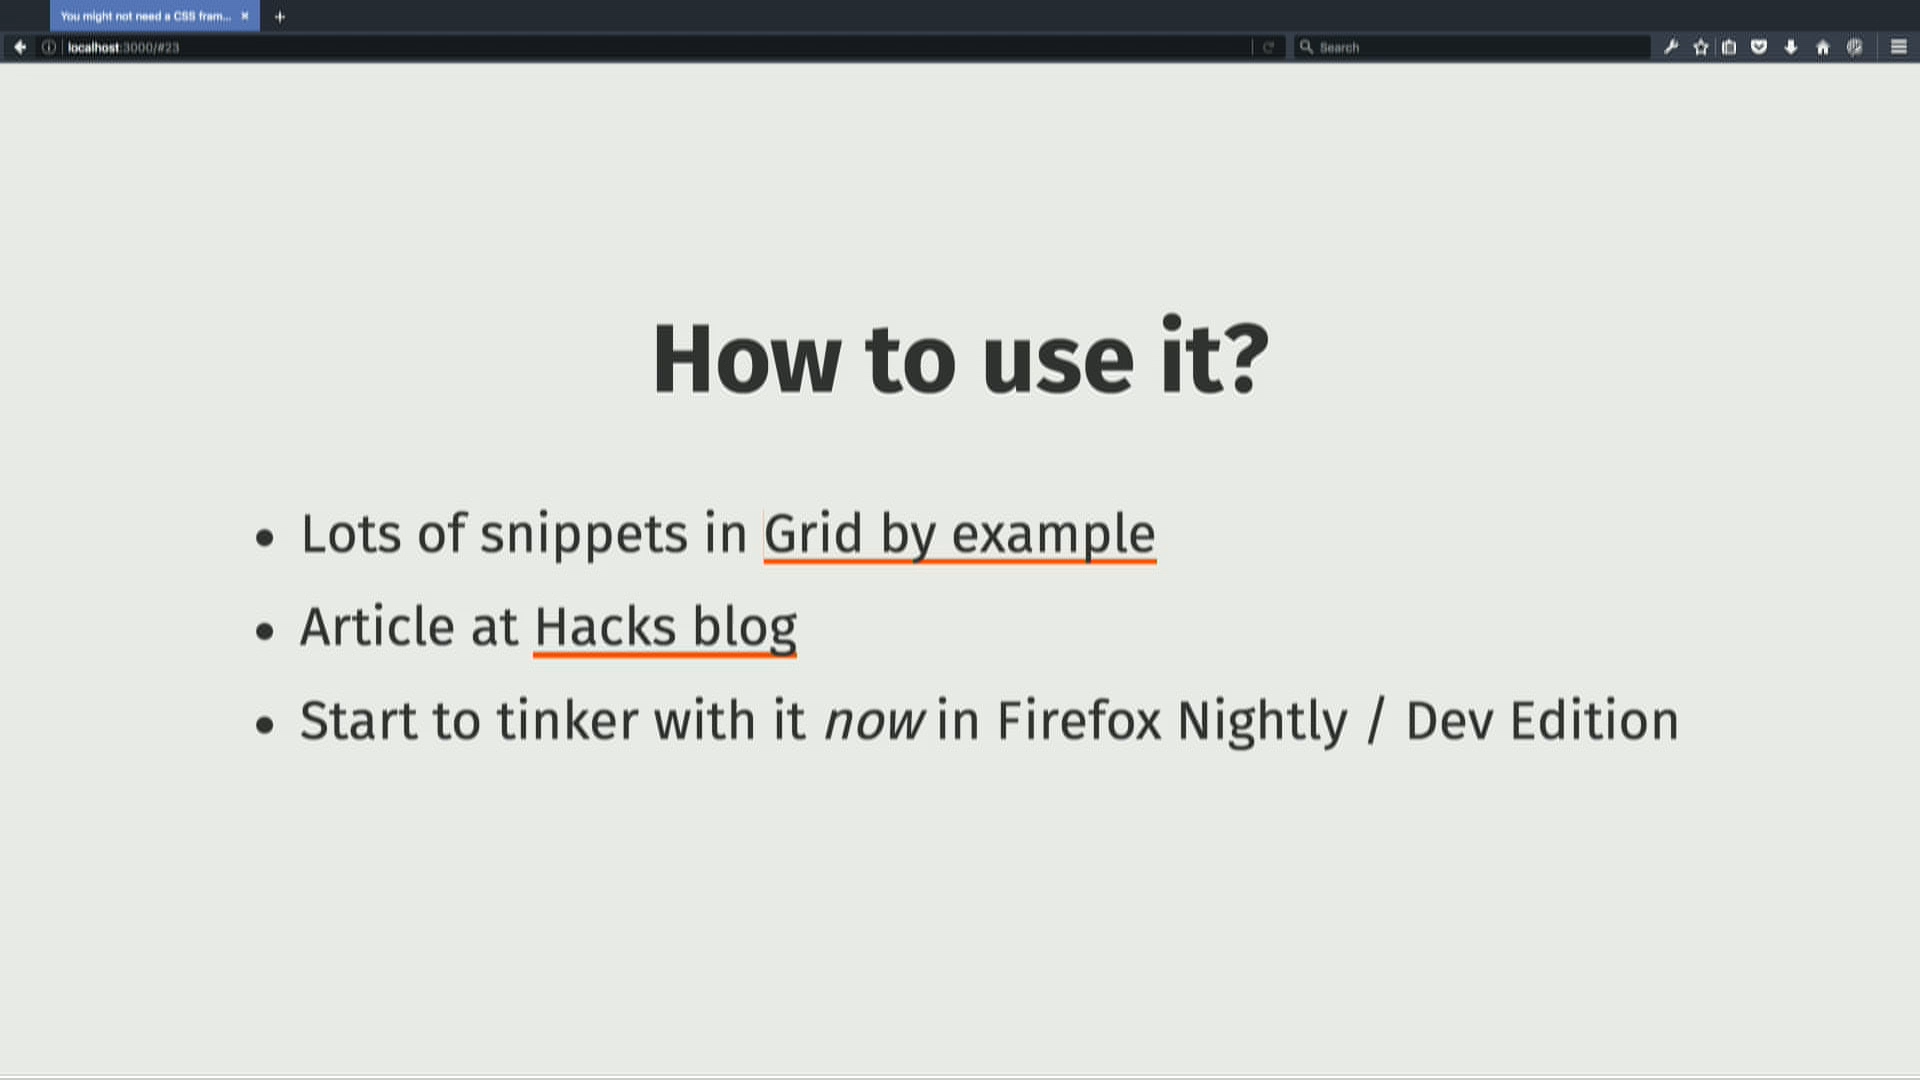 You might not need a CSS fram...
localhost:3000/#23
Search
How to use it?
• Lots of snippets in Grid by example
• Article at Hacks blog
• Start to tinker with it now in Firefox Nightly / Dev Edition